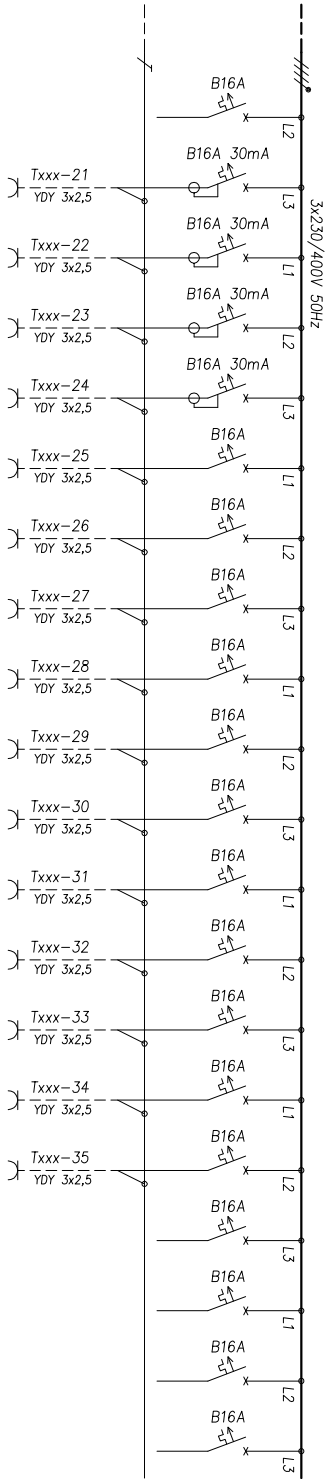 B16A
L2
3x230/400V 50Hz
B16A 30mA
Txxx-21
YDY 3x2,5
L3
B16A 30mA
Txxx-22
YDY 3x2,5
L1
B16A 30mA
Txxx-23
YDY 3x2,5
L2
B16A 30mA
Txxx-24
YDY 3x2,5
L3
B16A
Txxx-25
YDY 3x2,5
L1
B16A
Txxx-26
YDY 3x2,5
L2
B16A
Txxx-27
YDY 3x2,5
L3
B16A
Txxx-28
YDY 3x2,5
L1
B16A
Txxx-29
YDY 3x2,5
L2
B16A
Txxx-30
YDY 3x2,5
L3
B16A
Txxx-31
YDY 3x2,5
L1
B16A
Txxx-32
YDY 3x2,5
L2
B16A
Txxx-33
YDY 3x2,5
L3
B16A
Txxx-34
YDY 3x2,5
L1
B16A
Txxx-35
YDY 3x2,5
L2
B16A
L3
B16A
L1
B16A
L2
B16A
L3